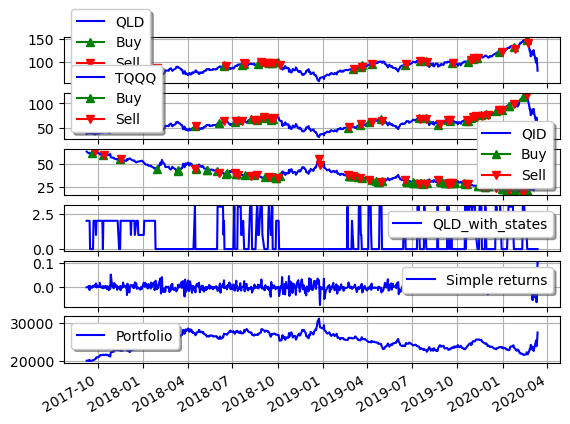 QLD
Buy
Sell
150
100
TQQQ
Buy
Sell
100
50
QID
Buy
Sell
50
25
QLD_with_states
2.5
0.0
Simple returns
0.1
0.0
Portfolio
30000
20000
2017-10
2018-01
2018-04
2018-07
2018-10
2019-01
2019-04
2019-07
2019-10
2020-01
2020-04